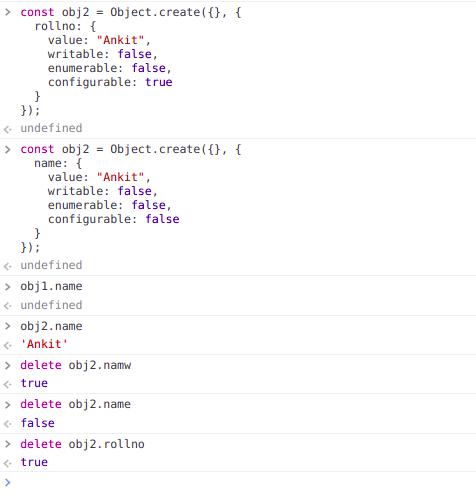 > const obj2 = Object.create({}, {
rollno: {
value: "Ankit",
writable: false,
enumerable: false,
configurable: true
}
});
undefined
> const obj2 = Object.create({}, {
name: {
value: "Ankit",
writable: false,
enumerable: false,
configurable: false
}
});
undefined
> obj1.name
undefined
> obj2.name
'Ankit'
> delete obj2.namw
true
> delete obj2.name
false
> delete obj2.rollno
true
>